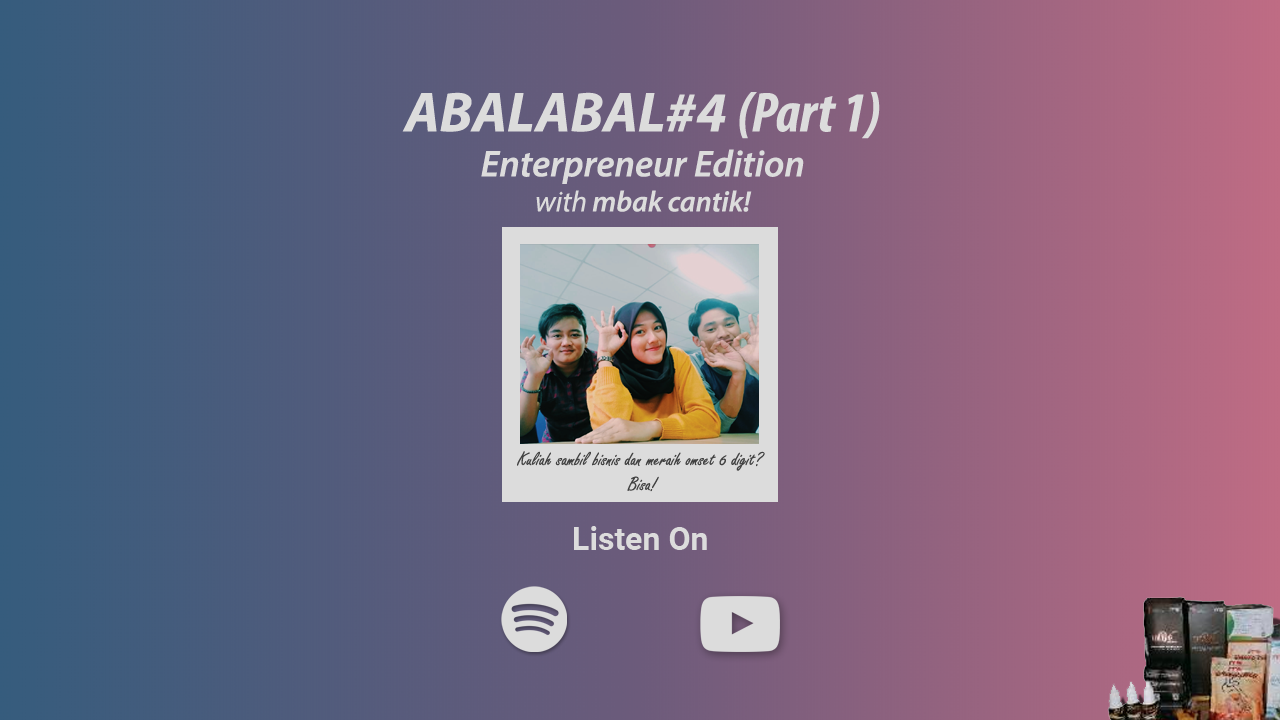 ABALABAL#4 (Part 1)
Enterpreneur Edition
with mbak cantik!
Kuliah sambil bisnis dan meraih omset 6 digit?
Bisa!
Listen On